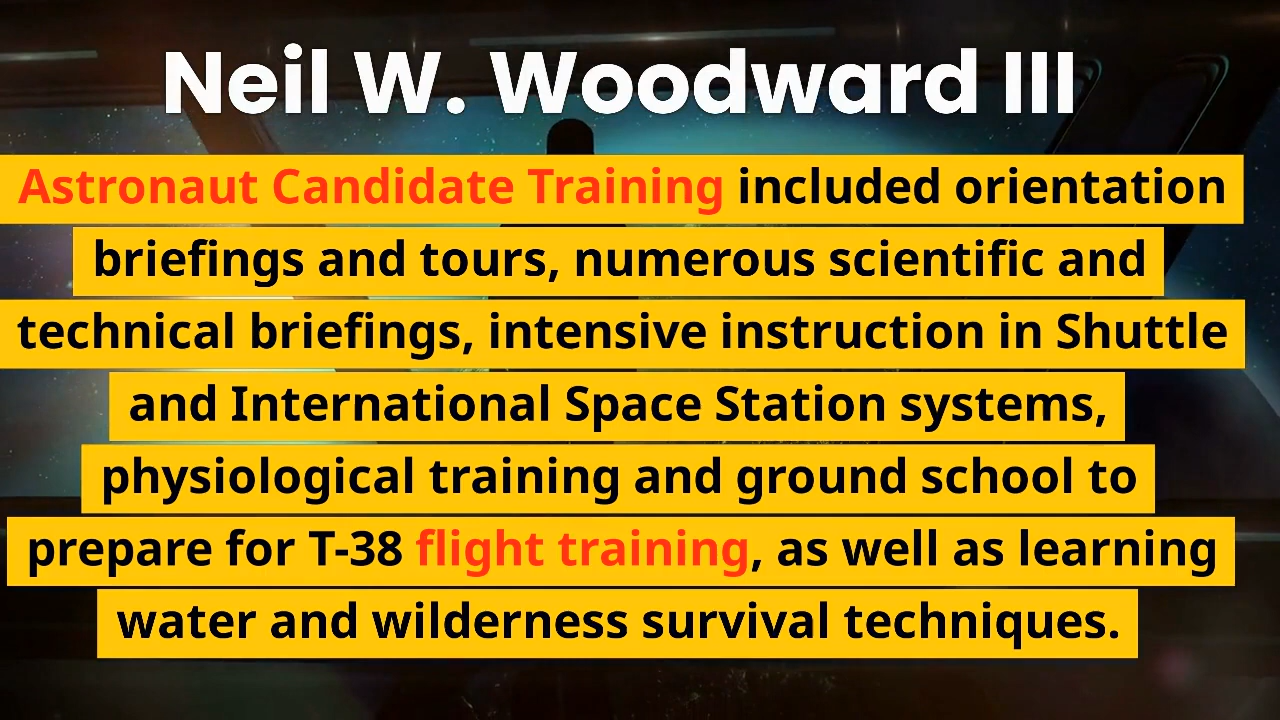 Neil W. Woodward III
Astronaut Candidate Training included orientation
briefings and tours, numerous scientific and
technical briefings, intensive instruction in Shuttle
and International Space Station systems,
physiological training and ground school to
prepare for T-38 flight training, as well as learning
water and wilderness survival techniques.